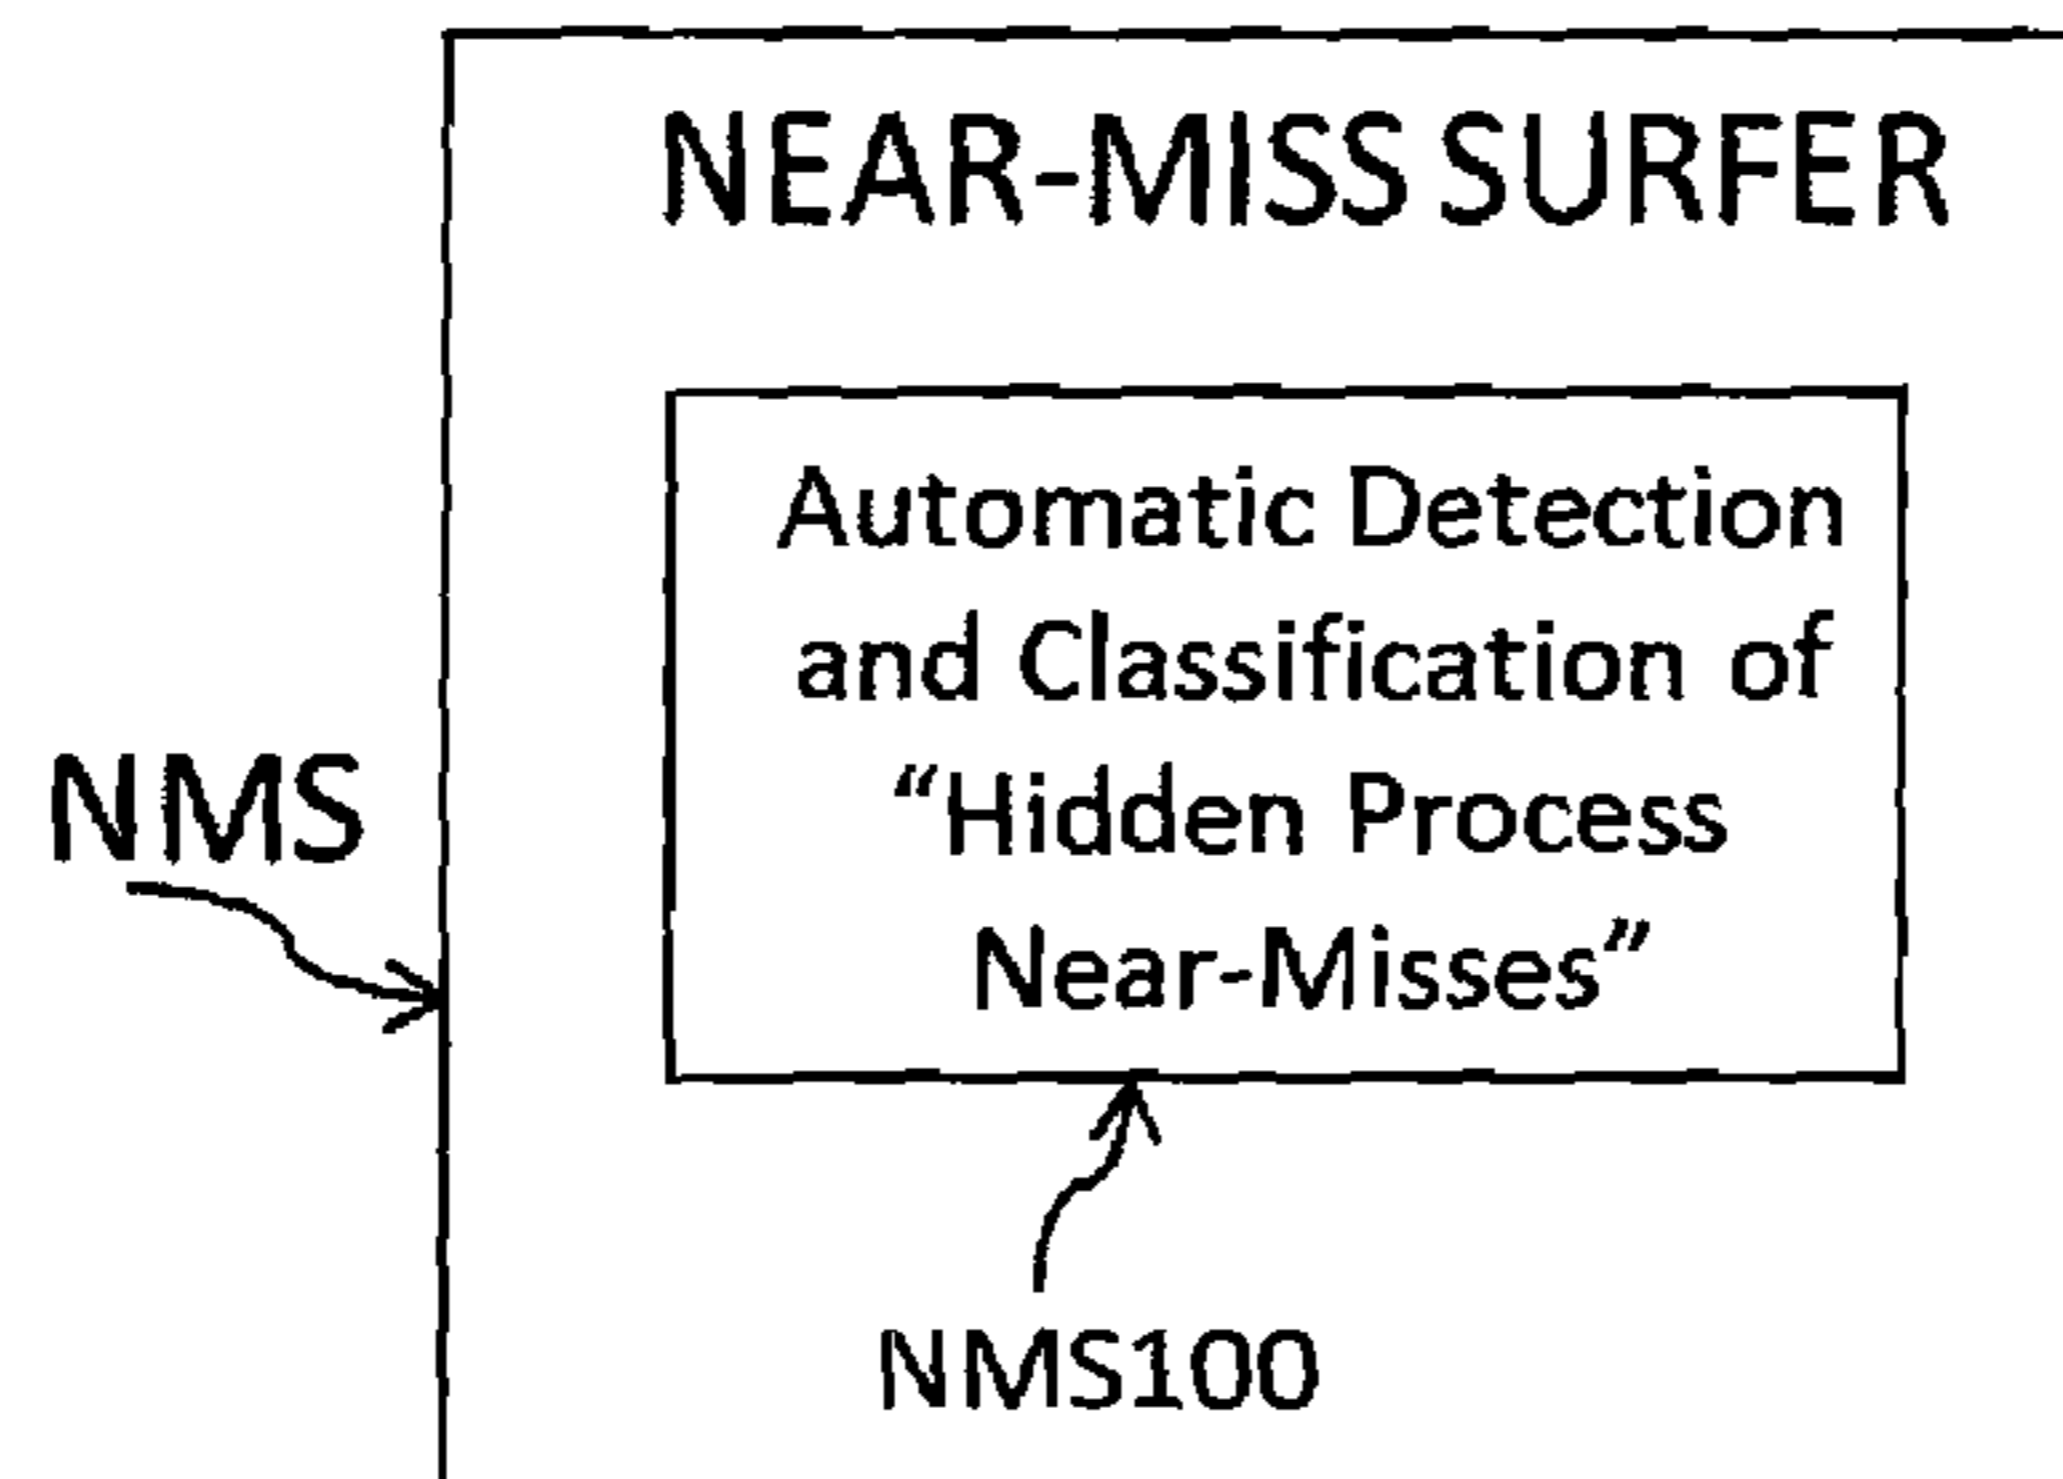 NEAR-MISS SURFER
Automatic Detection
and Classification of
“Hidden Process
Near-Misses”
NMS
NMS100